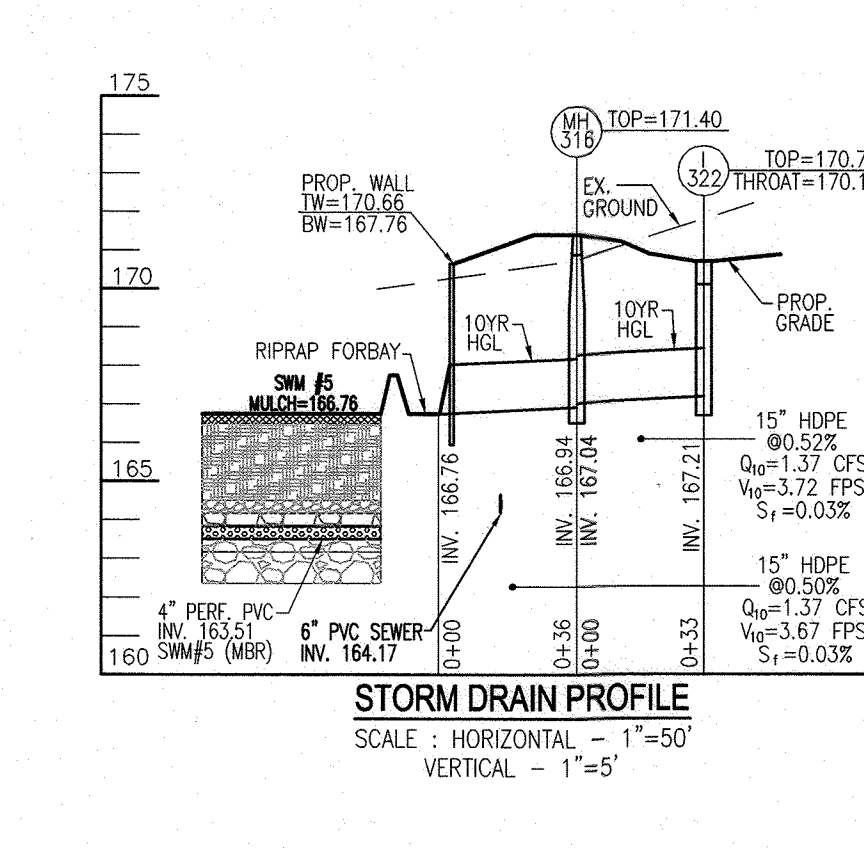 175
170
165
160
MH
316
TOP=171.40
I
322
TOP=170.7
THROAT=170.1
PROP. WALL
TW=170.66
BW=167.76
EX.
GROUND
PROP.
GRADE
10YR
HGL
10YR
HGL
RIPRAP FORBAY
SWM #5
MULCH=166.76
INV. 166.76
INV. 166.94
INV. 167.04
INV. 167.21
15" HDPE
@0.52%
Q10=1.37 CFS
V10=3.72 FPS
Sf=0.03%
15" HDPE
@0.50%
Q10=1.37 CFS
V10=3.67 FPS
Sf=0.03%
4" PERF. PVC
INV. 163.51
SWM#5 (MBR)
6" PVC SEWER
INV. 164.17
0+00
0+36
0+00
0+33
STORM DRAIN PROFILE
SCALE : HORIZONTAL - 1"=50'
VERTICAL - 1"=5'